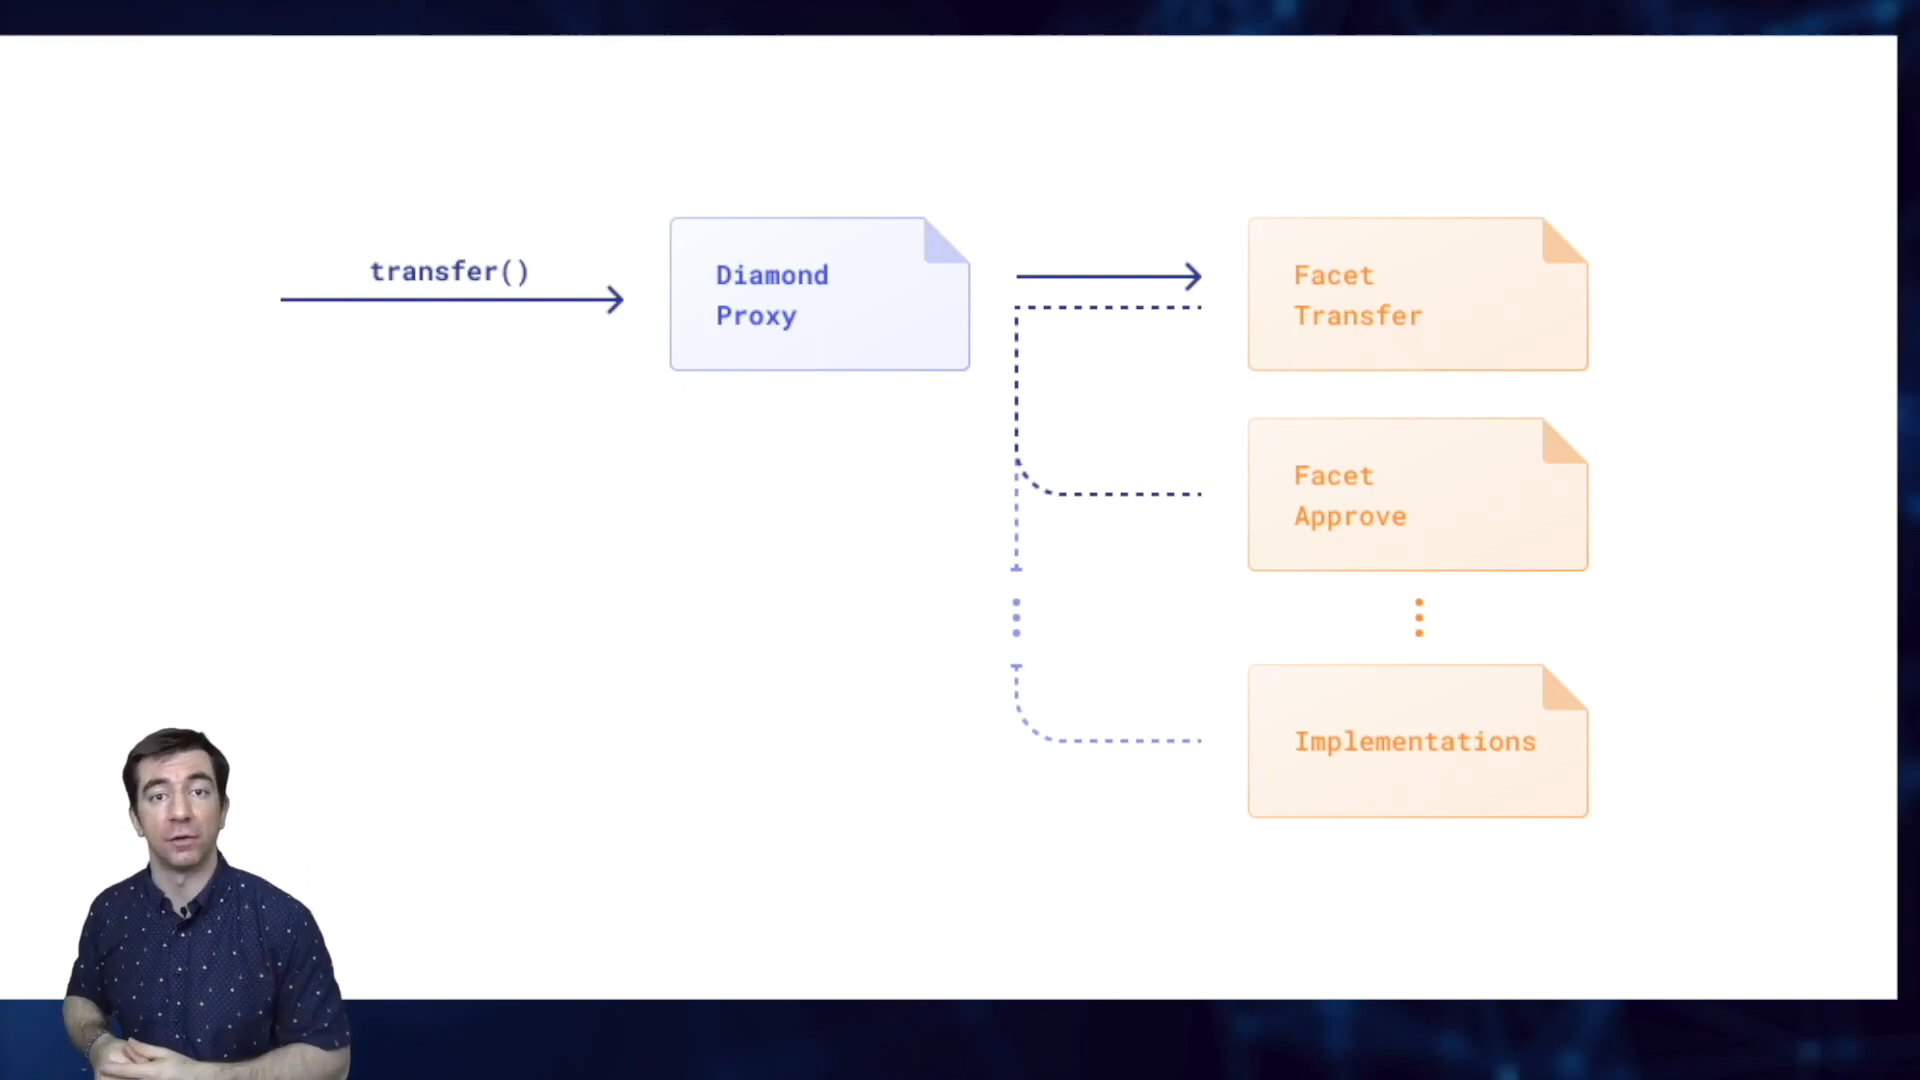 transfer()
Diamond
Proxy
Facet
Transfer
Facet
Approve
Implementations